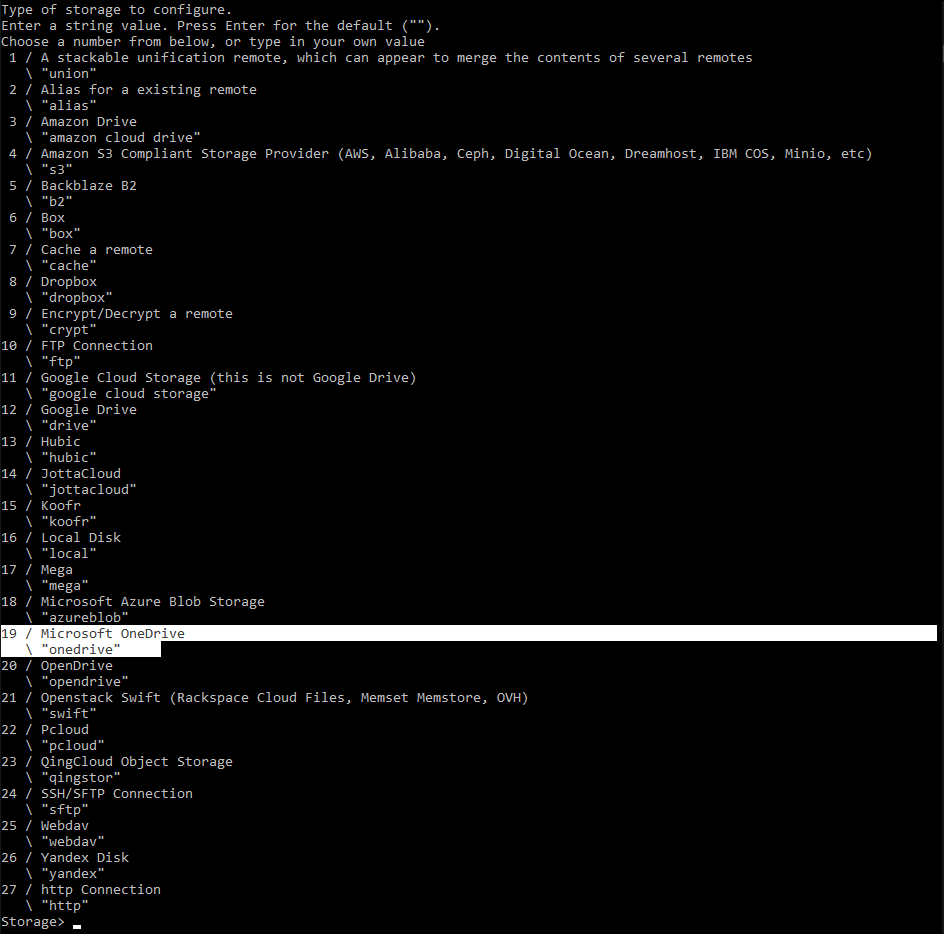 Type of storage to configure.
Enter a string value. Press Enter for the default ("").
Choose a number from below, or type in your own value
 1 / A stackable unification remote, which can appear to merge the contents of several remotes
   \ "union"
 2 / Alias for a existing remote
   \ "alias"
 3 / Amazon Drive
   \ "amazon cloud drive"
 4 / Amazon S3 Compliant Storage Provider (AWS, Alibaba, Ceph, Digital Ocean, Dreamhost, IBM COS, Minio, etc)
   \ "s3"
 5 / Backblaze B2
   \ "b2"
 6 / Box
   \ "box"
 7 / Cache a remote
   \ "cache"
 8 / Dropbox
   \ "dropbox"
 9 / Encrypt/Decrypt a remote
   \ "crypt"
10 / FTP Connection
   \ "ftp"
11 / Google Cloud Storage (this is not Google Drive)
   \ "google cloud storage"
12 / Google Drive
   \ "drive"
13 / Hubic
   \ "hubic"
14 / JottaCloud
   \ "jottacloud"
15 / Koofr
   \ "koofr"
16 / Local Disk
   \ "local"
17 / Mega
   \ "mega"
18 / Microsoft Azure Blob Storage
   \ "azureblob"
19 / Microsoft OneDrive
   \ "onedrive"
20 / OpenDrive
   \ "opendrive"
21 / Openstack Swift (Rackspace Cloud Files, Memset Memstore, OVH)
   \ "swift"
22 / Pcloud
   \ "pcloud"
23 / QingCloud Object Storage
   \ "qingstor"
24 / SSH/SFTP Connection
   \ "sftp"
25 / Webdav
   \ "webdav"
26 / Yandex Disk
   \ "yandex"
27 / http Connection
   \ "http"
Storage>